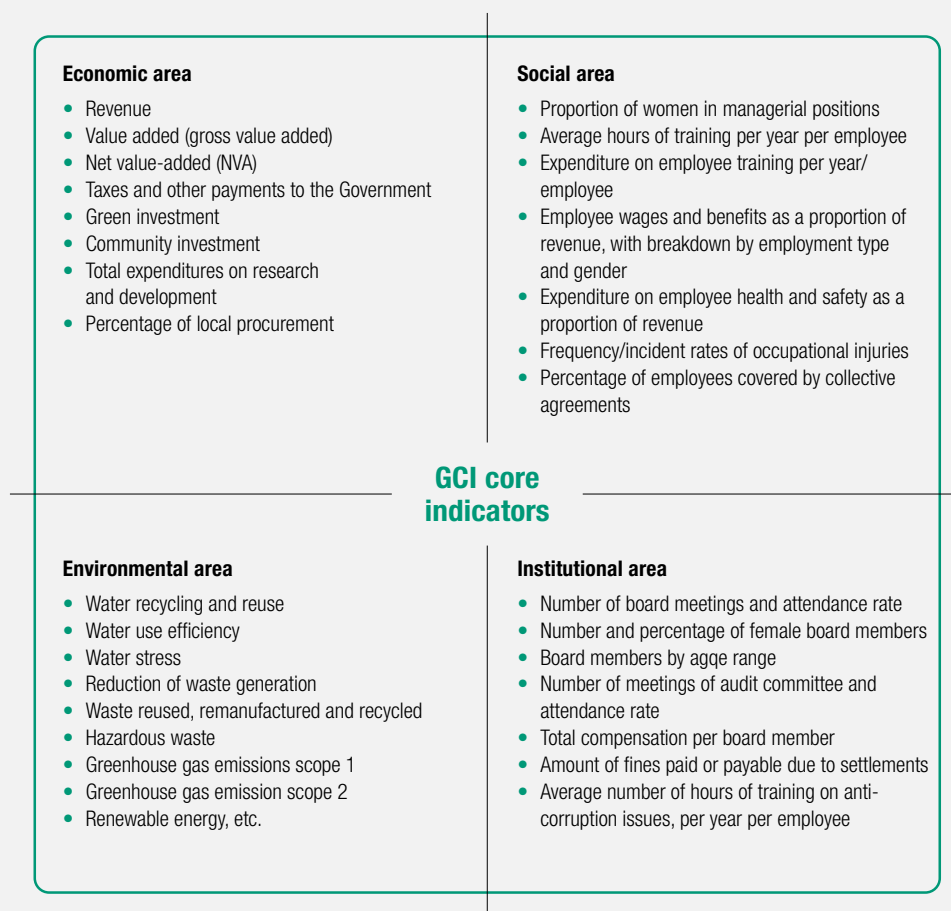 Economic area
• Revenue
• Value added (gross value added)
• Net value-added (NVA)
• Taxes and other payments to the Government
• Green investment
• Community investment
• Total expenditures on research
and development
• Percentage of local procurement
Social area
• Proportion of women in managerial positions
• Average hours of training per year per employee
• Expenditure on employee training per year/
employee
• Employee wages and benefits as a proportion of
revenue, with breakdown by employment type
and gender
• Expenditure on employee health and safety as a
proportion of revenue
• Frequency/incident rates of occupational injuries
• Percentage of employees covered by collective
agreements
GCI core
indicators
Environmental area
• Water recycling and reuse
• Water use efficiency
• Water stress
• Reduction of waste generation
• Waste reused, remanufactured and recycled
• Hazardous waste
• Greenhouse gas emissions scope 1
• Greenhouse gas emission scope 2
• Renewable energy, etc.
Institutional area
• Number of board meetings and attendance rate
• Number and percentage of female board members
• Board members by agqe range
• Number of meetings of audit committee and
attendance rate
• Total compensation per board member
• Amount of fines paid or payable due to settlements
• Average number of hours of training on anti-
corruption issues, per year per employee